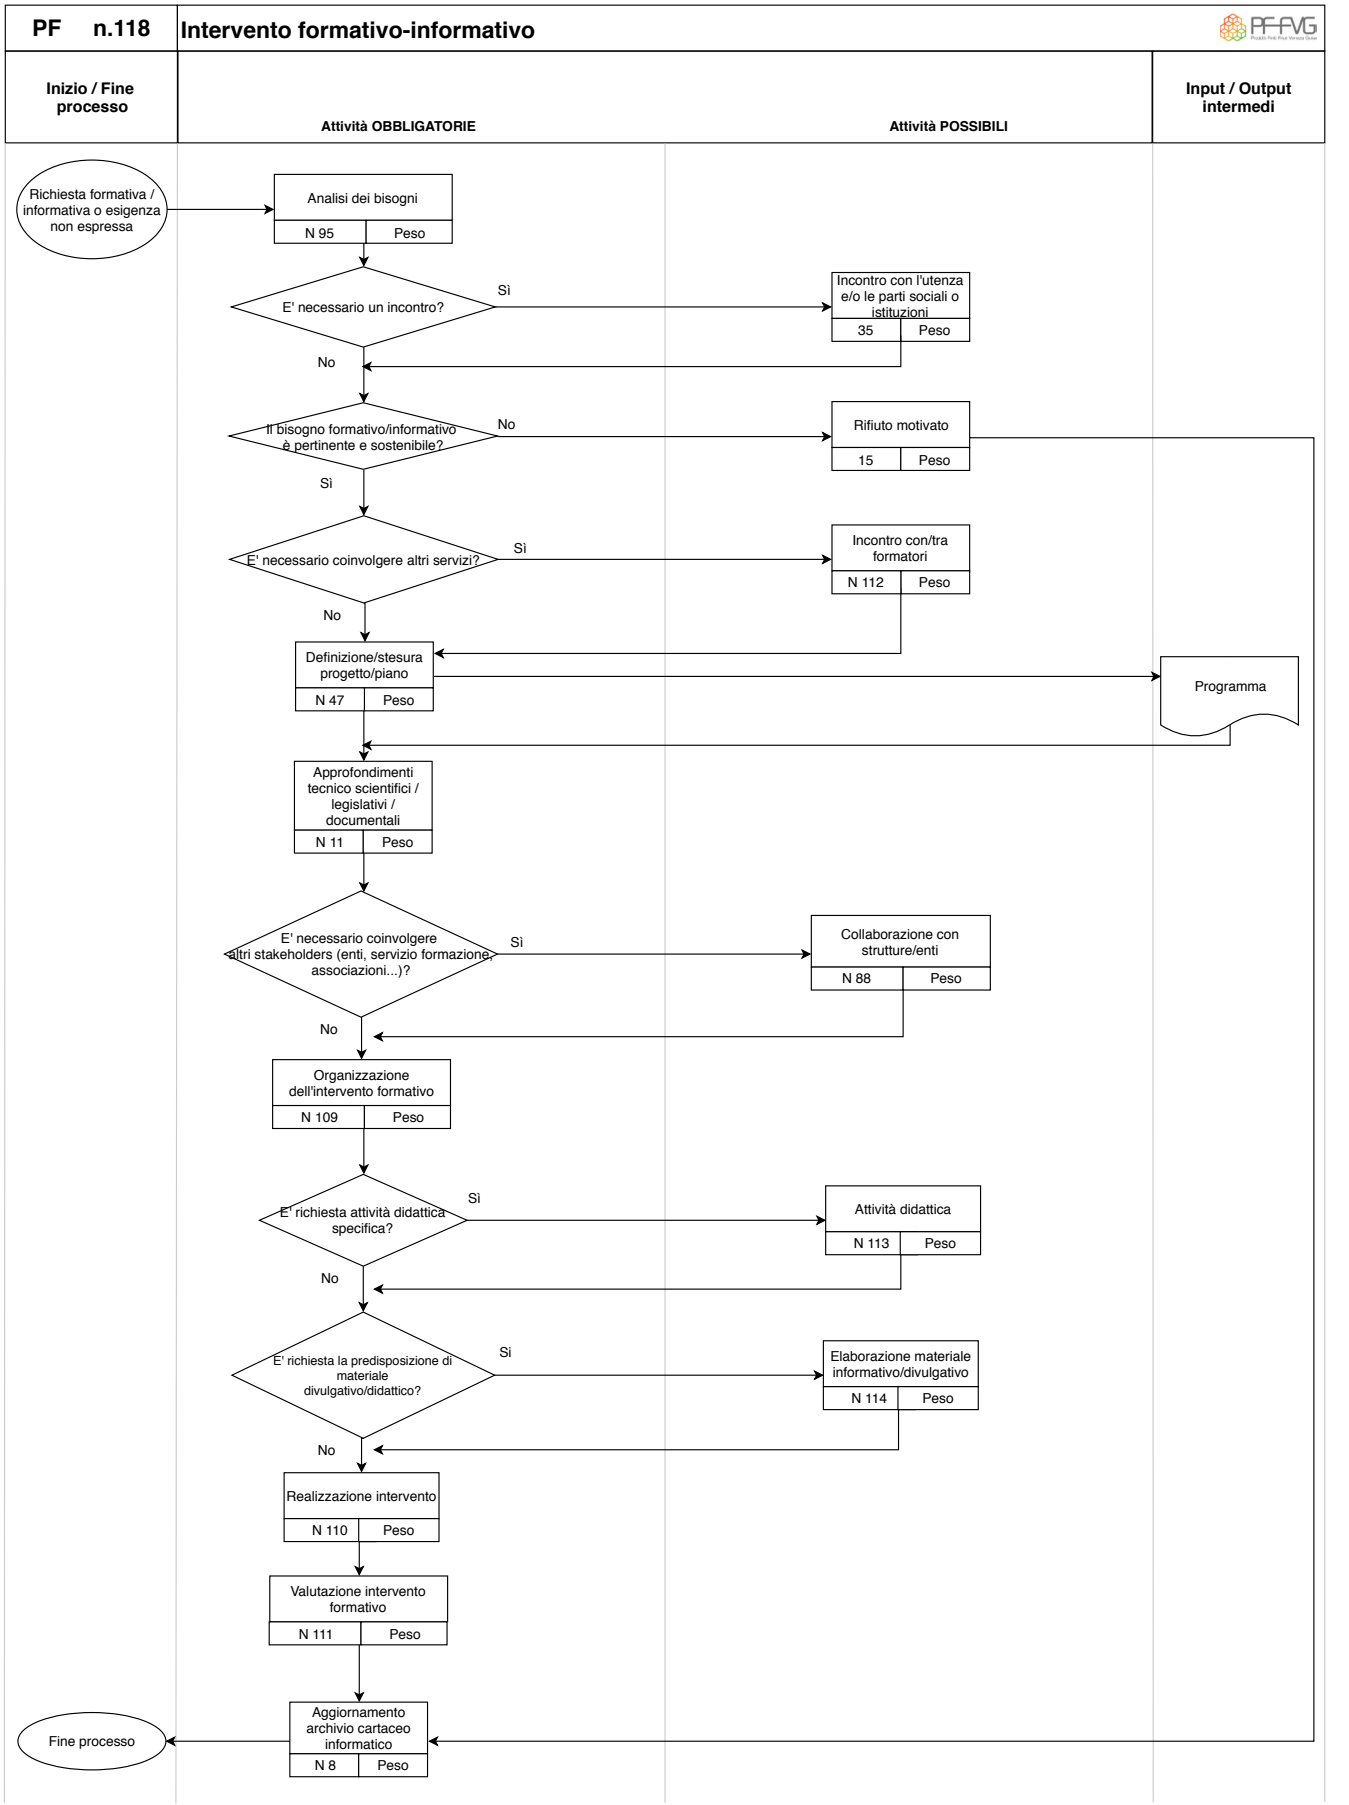 PF n.118 Intervento formativo-informativo
PF-FVG
Inizio / Fine
processo
Attività OBBLIGATORIE
Attività POSSIBILI
Input / Output
intermedi
Richiesta formativa /
informativa o esigenza
non espressa
Analisi dei bisogni
N 95 Peso
E' necessario un incontro?
Sì
Incontro con l'utenza
e/o le parti sociali o
istituzioni
35 Peso
No
Il bisogno formativo/informativo
è pertinente e sostenibile?
No
Rifiuto motivato
15 Peso
Sì
E' necessario coinvolgere altri servizi?
Sì
Incontro con/tra
formatori
N 112 Peso
No
Definizione/stesura
progetto/piano
N 47 Peso
Programma
Approfondimenti
tecnico scientifici /
legislativi /
documentali
N 11 Peso
E' necessario coinvolgere
altri stakeholders (enti, servizio formazione,
associazioni...)?
Sì
Collaborazione con
strutture/enti
N 88 Peso
No
Organizzazione
dell'intervento formativo
N 109 Peso
E' richiesta attività didattica
specifica?
Sì
Attività didattica
N 113 Peso
No
E' richiesta la predisposizione di
materiale
divulgativo/didattico?
Si
Elaborazione materiale
informativo/divulgativo
N 114 Peso
No
Realizzazione intervento
N 110 Peso
Valutazione intervento
formativo
N 111 Peso
Aggiornamento
archivio cartaceo
informatico
N 8 Peso
Fine processo